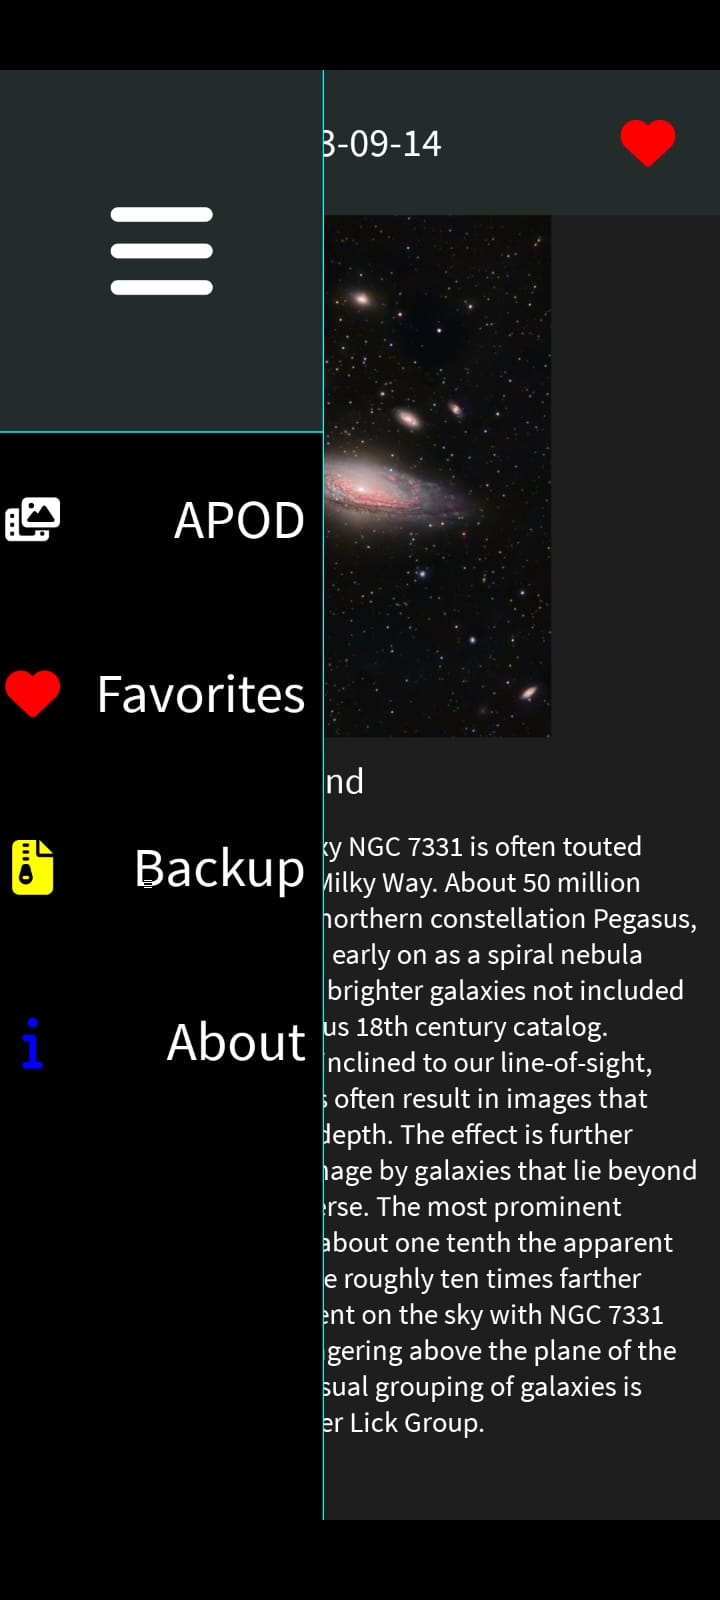 3-09-14
APOD
Favorites
Backup
About
nd
ky NGC 7331 is often touted
Milky Way. About 50 million
northern constellation Pegasus,
early on as a spiral nebula
brighter galaxies not included
us 18th century catalog.
inclined to our line-of-sight,
s often result in images that
depth. The effect is further
mage by galaxies that lie beyond
erse. The most prominent
about one tenth the apparent
e roughly ten times farther
ent on the sky with NGC 7331
gering above the plane of the
sual grouping of galaxies is
er Lick Group.